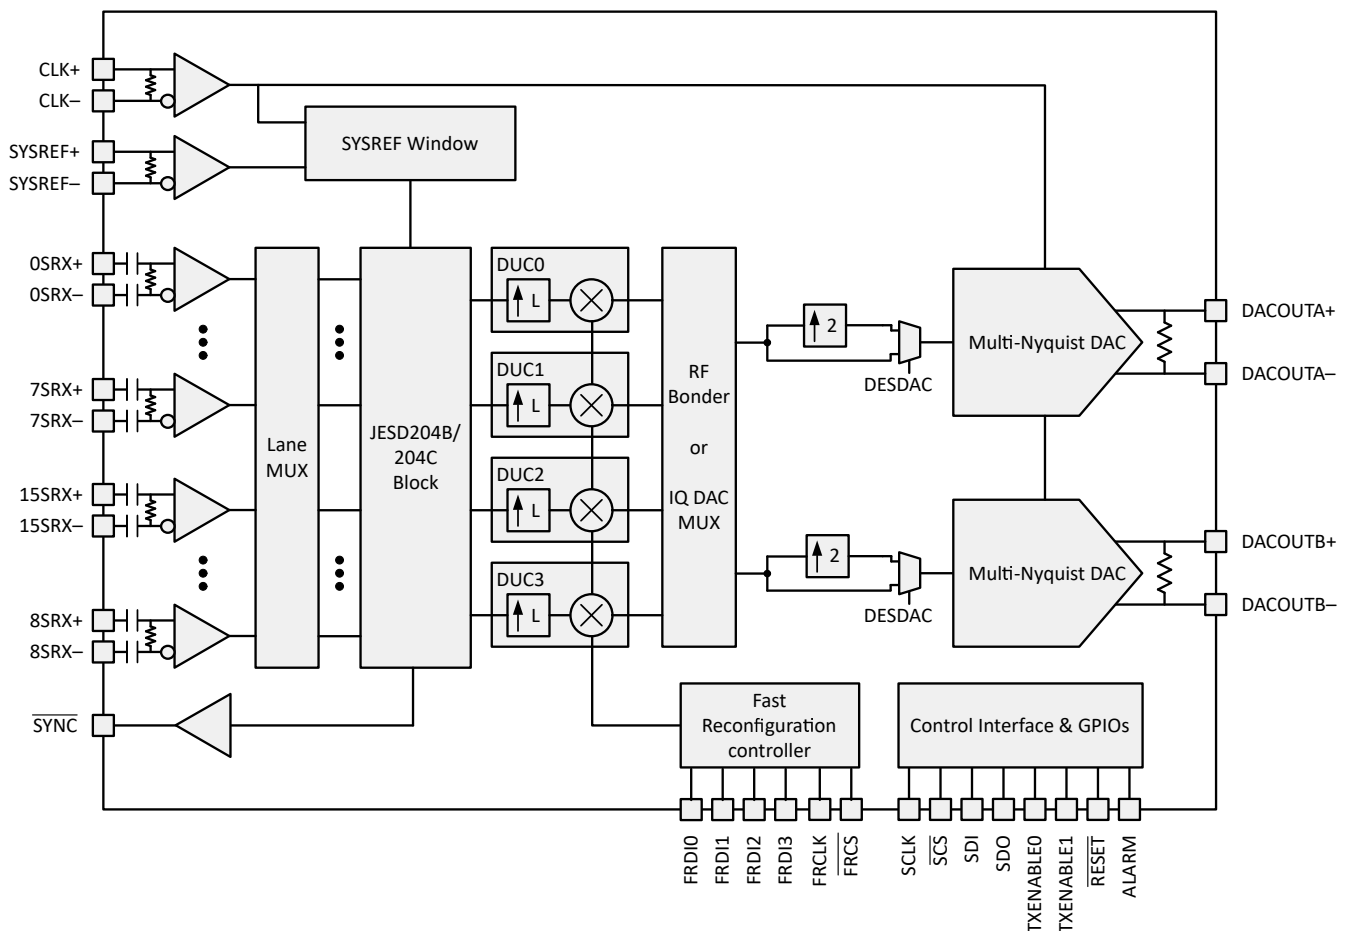 CLK+
CLK–
SYSREF+
SYSREF–
SYSREF Window
0SRX+
0SRX–
7SRX+
7SRX–
15SRX+
15SRX–
8SRX+
8SRX–
SYNC
Lane
MUX
JESD204B/
204C
Block
DUC0
L
DUC1
L
DUC2
L
DUC3
L
RF
Bonder
or
IQ DAC
MUX
2
DESDAC
Multi-Nyquist DAC
DACOUTA+
DACOUTA–
2
DESDAC
Multi-Nyquist DAC
DACOUTB+
DACOUTB–
Fast
Reconfiguration
controller
Control Interface & GPIOs
FRDI0
FRDI1
FRDI2
FRDI3
FRCLK
FRCS
SCLK
SCS
SDI
SDO
TXENABLE0
TXENABLE1
RESET
ALARM